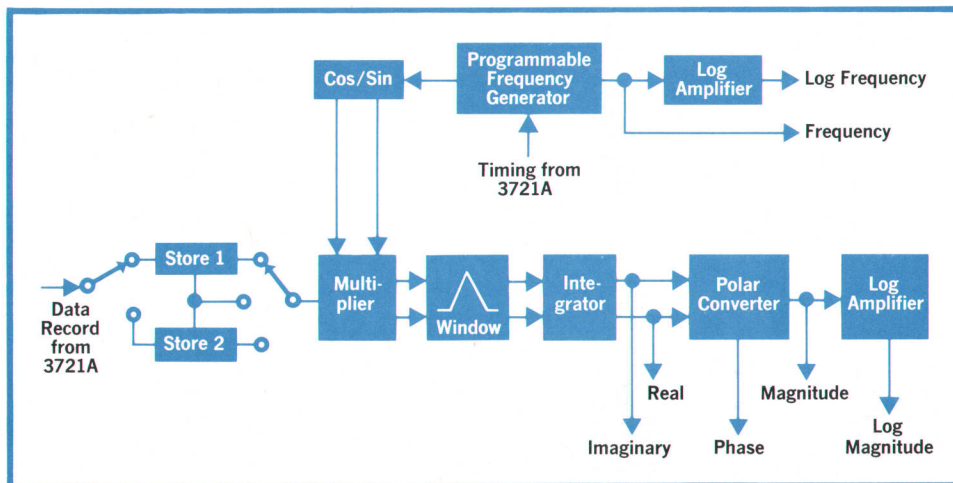 Cos/Sin
Programmable
Frequency
Generator
Log
Amplifier
Log Frequency
Frequency
Timing from
3721A
Data
Record
from
3721A
Store 1
Store 2
Multi-
plier
Window
Inte-
grator
Polar
Converter
Log
Amplifier
Real
Imaginary
Phase
Magnitude
Log
Magnitude